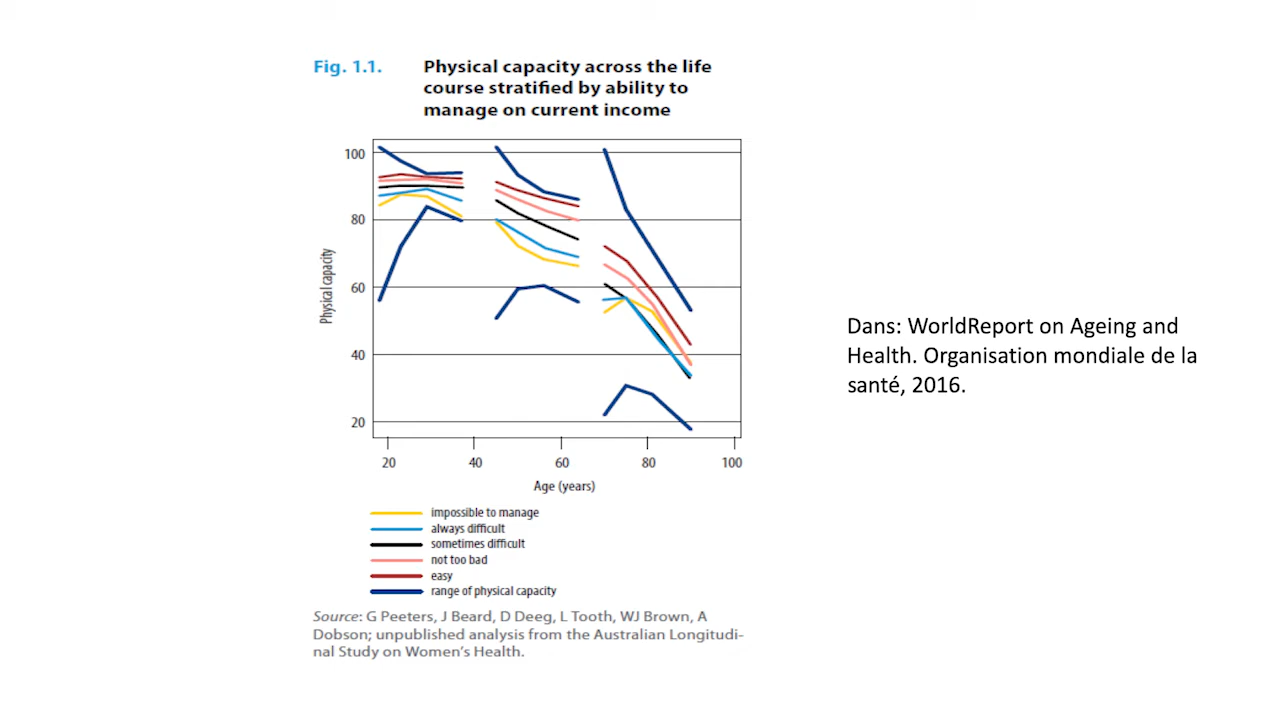 Fig. 1.1. Physical capacity across the life
course stratified by ability to
manage on current income
100
80
60
40
20
Physical capacity
20 40 60 80 100
Age (years)
impossible to manage
always difficult
sometimes difficult
not too bad
easy
range of physical capacity
Source: G Peeters, J Beard, D Deeg, L Tooth, WJ Brown, A
Dobson; unpublished analysis from the Australian Longitudi-
nal Study on Women's Health.
Dans: WorldReport on Ageing and
Health. Organisation mondiale de la
santé, 2016.